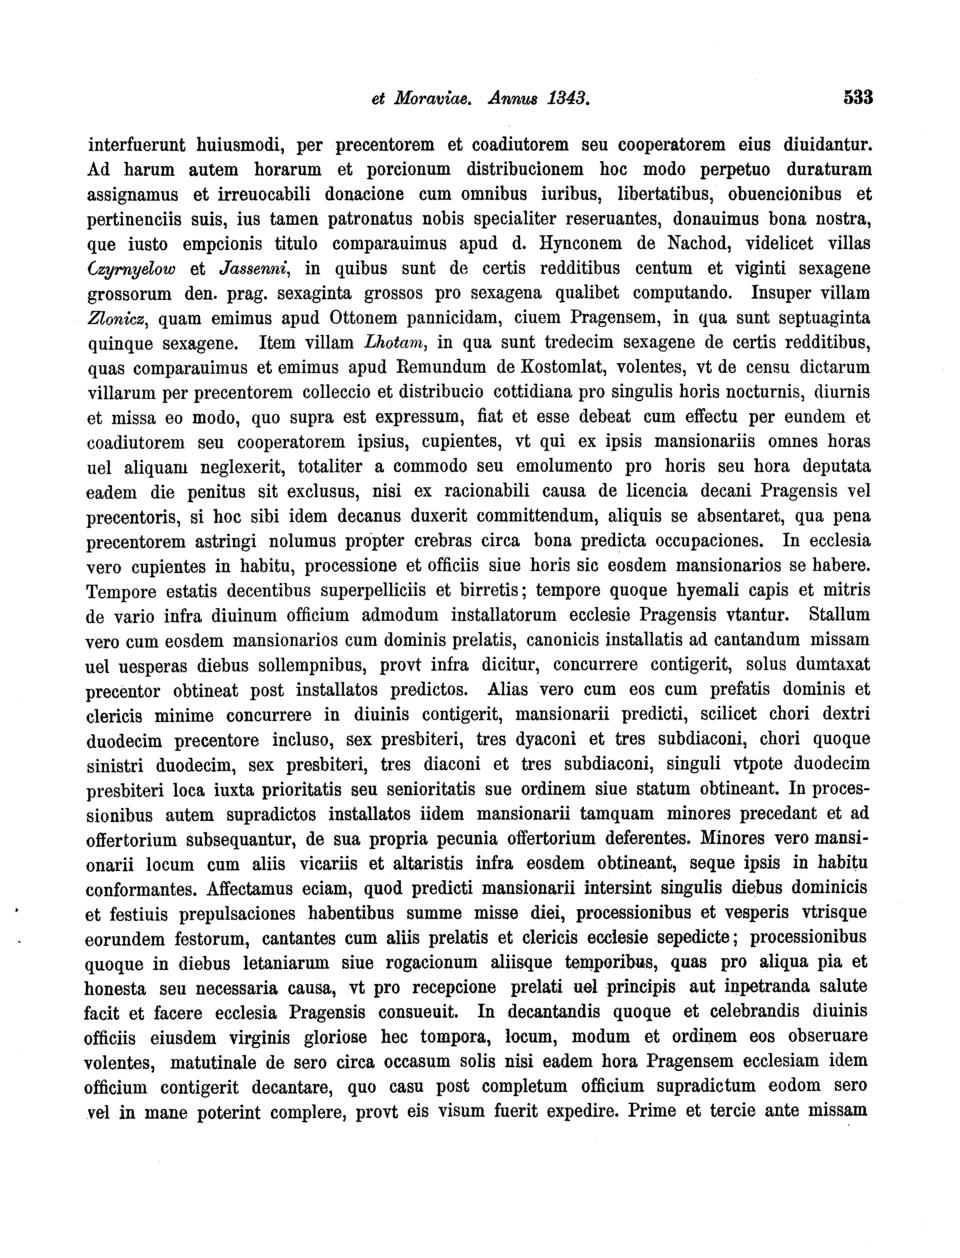 et Moraviae. Annus 1343. 533
interfuerunt huiusmodi, per precentorem et coadiutorem seu cooperatorem eius diuidantur.
Ad harum autem horarum et porcionum distribucionem hoc modo perpetuo duraturam
assignamus et irreuocabili donacione cum omnibus iuribus, libertatibus, obuencionibus et
pertinenciis suis, ius tamen patronatus nobis specialiter reseruantes, donauimus bona nostra,
que iusto empcionis titulo comparauimus apud d. Hynconem de Nachod, videlicet villas
Czyrnyelow et Jassenni, in quibus sunt de certis redditibus centum et viginti sexagene
grossorum den. prag. sexaginta grossos pro sexagena qualibet computando. Insuper villam
Zlonicz, quam emimus apud Ottonem pannicidam, ciuem Pragensem, in qua sunt septuaginta
quinque sexagene. Item villam Lhotam, in qua sunt tredecim sexagene de certis redditibus,
quas comparauimus et emimus apud Remundum de Kostomlat, volentes, vt de censu dictarum
villarum per precentorem colleccio et distribucio cottidiana pro singulis horis nocturnis, diurnis
et missa eo modo, quo supra est expressum, fiat et esse debeat cum effectu per eundem et
coadiutorem seu cooperatorem ipsius, cupientes, vt qui ex ipsis mansionariis omnes horas
uel aliquam neglexerit, totaliter a commodo seu emolumento pro horis seu hora deputata
eadem die penitus sit exclusus, nisi ex racionabili causa de licencia decani Pragensis vel
precentoris, si hoc sibi idem decanus duxerit committendum, aliquis se absentaret, qua pena
precentorem astringi nolumus propter crebras circa bona predicta occupaciones. In ecclesia
vero cupientes in habitu, processione et officiis siue horis sic eosdem mansionarios se habere.
Tempore estatis decentibus superpelliciis et birretis; tempore quoque hyemali capis et mitris
de vario infra diuinum officium admodum installatorum ecclesie Pragensis vtantur. Stallum
vero cum eosdem mansionarios cum dominis prelatis, canonicis installatis ad cantandum missam
uel uesperas diebus sollempnibus, provt infra dicitur, concurrere contigerit, solus dumtaxat
precentor obtineat post installatos predictos. Alias vero cum eos cum prefatis dominis et
clericis minime concurrere in diuinis contigerit, mansionarii predicti, scilicet chori dextri
duodecim precentore incluso, sex presbiteri, tres dyaconi et tres subdiaconi, chori quoque
sinistri duodecim, sex presbiteri, tres diaconi et tres subdiaconi, singuli vtpote duodecim
presbiteri loca iuxta prioritatis seu senioritatis sue ordinem siue statum obtineant. In proces-
sionibus autem supradictos installatos iidem mansionarii tamquam minores precedant et ad
offertorium subsequantur, de sua propria pecunia offertorium deferentes. Minores vero mansi-
onarii locum cum aliis vicariis et altaristis infra eosdem obtineant, seque ipsis in habitu
conformantes. Affectamus eciam, quod predicti mansionarii intersint singulis diebus dominicis
et festiuis prepulsaciones habentibus summe misse diei, processionibus et vesperis vtrisque
eorundem festorum, cantantes cum aliis prelatis et clericis ecclesie sepedicte; processionibus
quoque in diebus letaniarum siue rogacionum aliisque temporibus, quas pro aliqua pia et
honesta seu necessaria causa, vt pro recepcione prelati uel principis aut inpetranda salute
facit et facere ecclesia Pragensis consueuit. In decantandis quoque et celebrandis diuinis
officiis eiusdem virginis gloriose hec tompora, locum, modum et ordinem eos obseruare
volentes, matutinale de sero circa occasum solis nisi eadem hora Pragensem ecclesiam idem
officium contigerit decantare, quo casu post completum officium supradictum eodom sero
vel in mane poterint complere, provt eis visum fuerit expedire. Prime et tercie ante missam